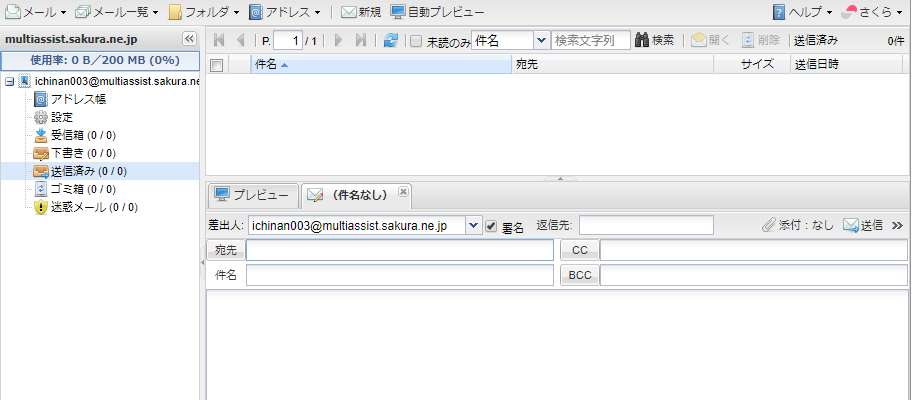 メール メール一覧 フォルダ アドレス 新規 自動プレビュー ヘルプ さくら
multiassist.sakura.ne.jp
使用率: 0 B／200 MB (0%)
ichinan003@multiassist.sakura.ne
アドレス帳
設定
受信箱 (0 / 0)
下書き (0 / 0)
送信済み (0 / 0)
ゴミ箱 (0 / 0)
迷惑メール (0 / 0)
P. 1 / 1 未読のみ 件名 検索文字列 検索 開く 削除 送信済み 0件
件名 宛先 サイズ 送信日時
プレビュー （件名なし）
差出人: ichinan003@multiassist.sakura.ne.jp 署名 返信先: 添付：なし 送信
宛先 CC
件名 BCC